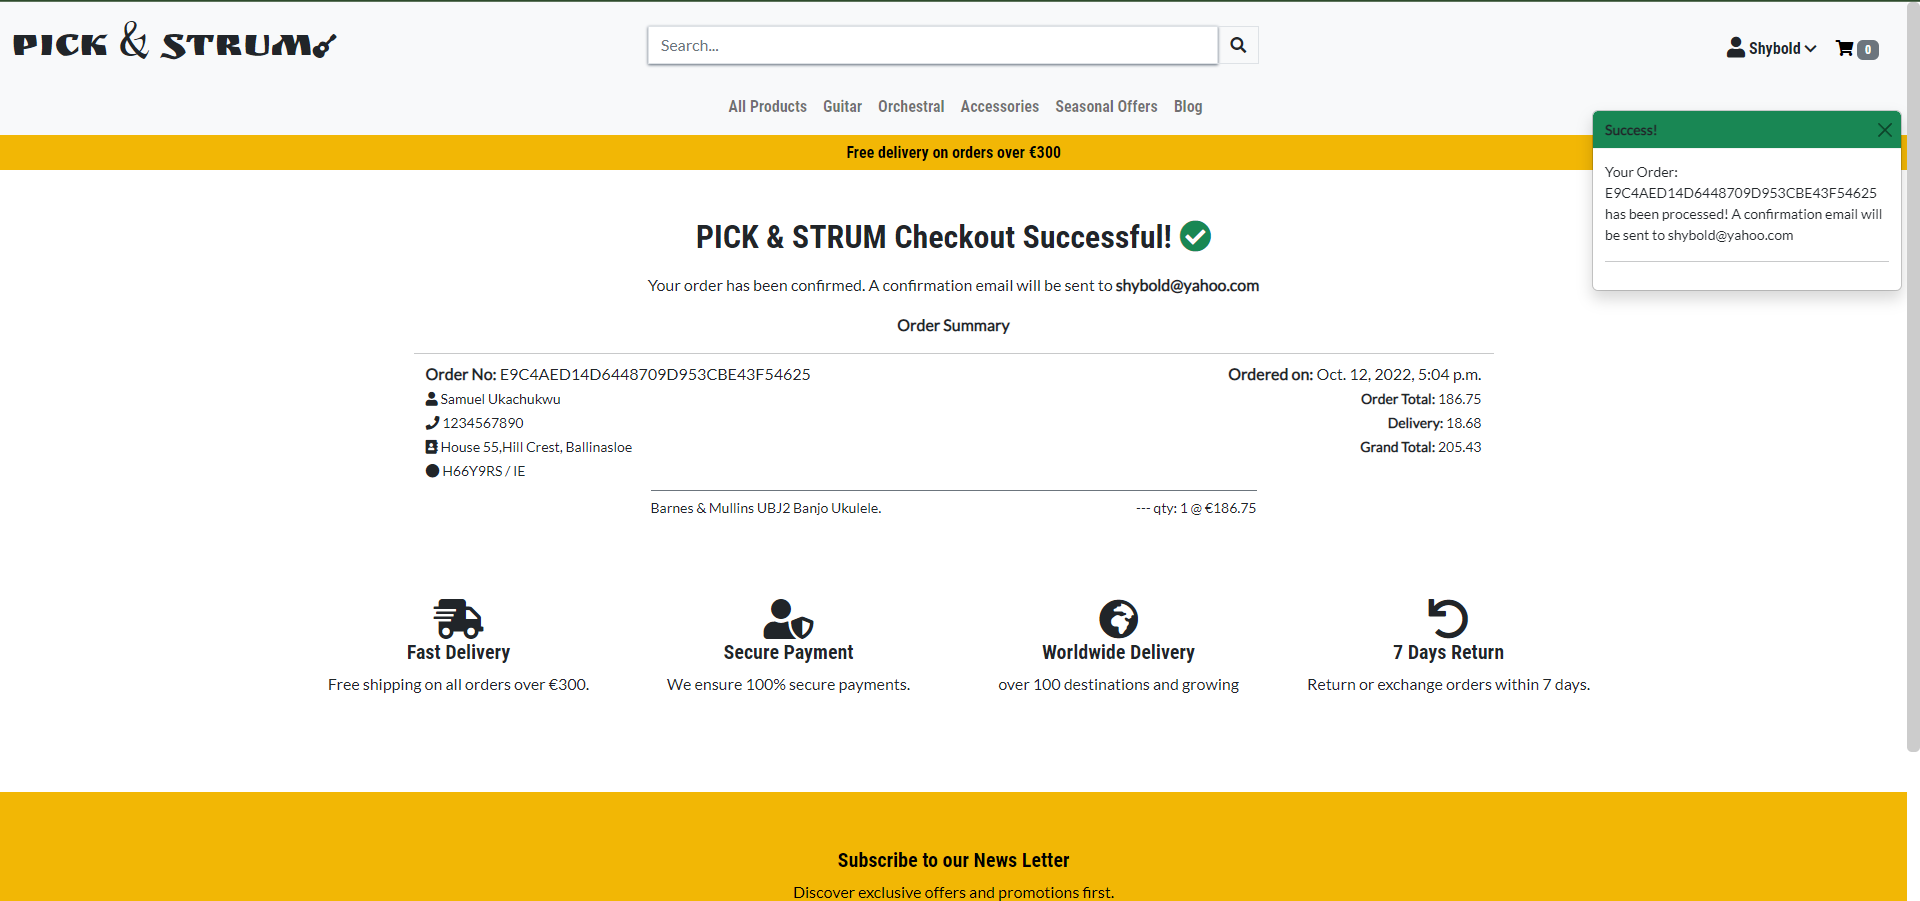 PICK & STRUM
Search...
Shybold
0
All Products Guitar Orchestral Accessories Seasonal Offers Blog
Free delivery on orders over €300
Success!
Your Order:
E9C4AED14D6448709D953CBE43F54625
has been processed! A confirmation email will
be sent to shybold@yahoo.com
PICK & STRUM Checkout Successful!
Your order has been confirmed. A confirmation email will be sent to shybold@yahoo.com
Order Summary
Order No: E9C4AED14D6448709D953CBE43F54625
Ordered on: Oct. 12, 2022, 5:04 p.m.
Samuel Ukachukwu
Order Total: 186.75
1234567890
Delivery: 18.68
House 55,Hill Crest, Ballinasloe
Grand Total: 205.43
H66Y9RS / IE
Barnes & Mullins UBJ2 Banjo Ukulele. --- qty: 1 @ €186.75
Fast Delivery
Free shipping on all orders over €300.
Secure Payment
We ensure 100% secure payments.
Worldwide Delivery
over 100 destinations and growing
7 Days Return
Return or exchange orders within 7 days.
Subscribe to our News Letter
Discover exclusive offers and promotions first.